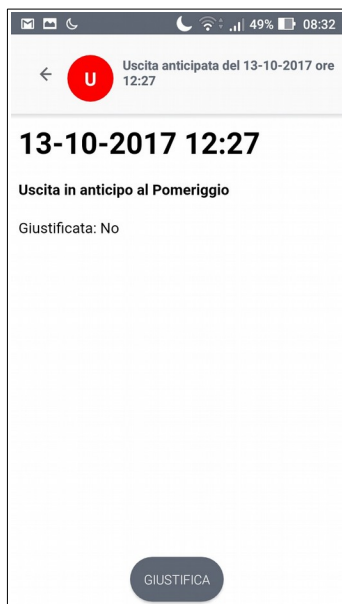 49% 08:32
Uscita anticipata del 13-10-2017 ore
U
12:27
13-10-2017 12:27
Uscita in anticipo al Pomeriggio
Giustificata: No
GIUSTIFICA